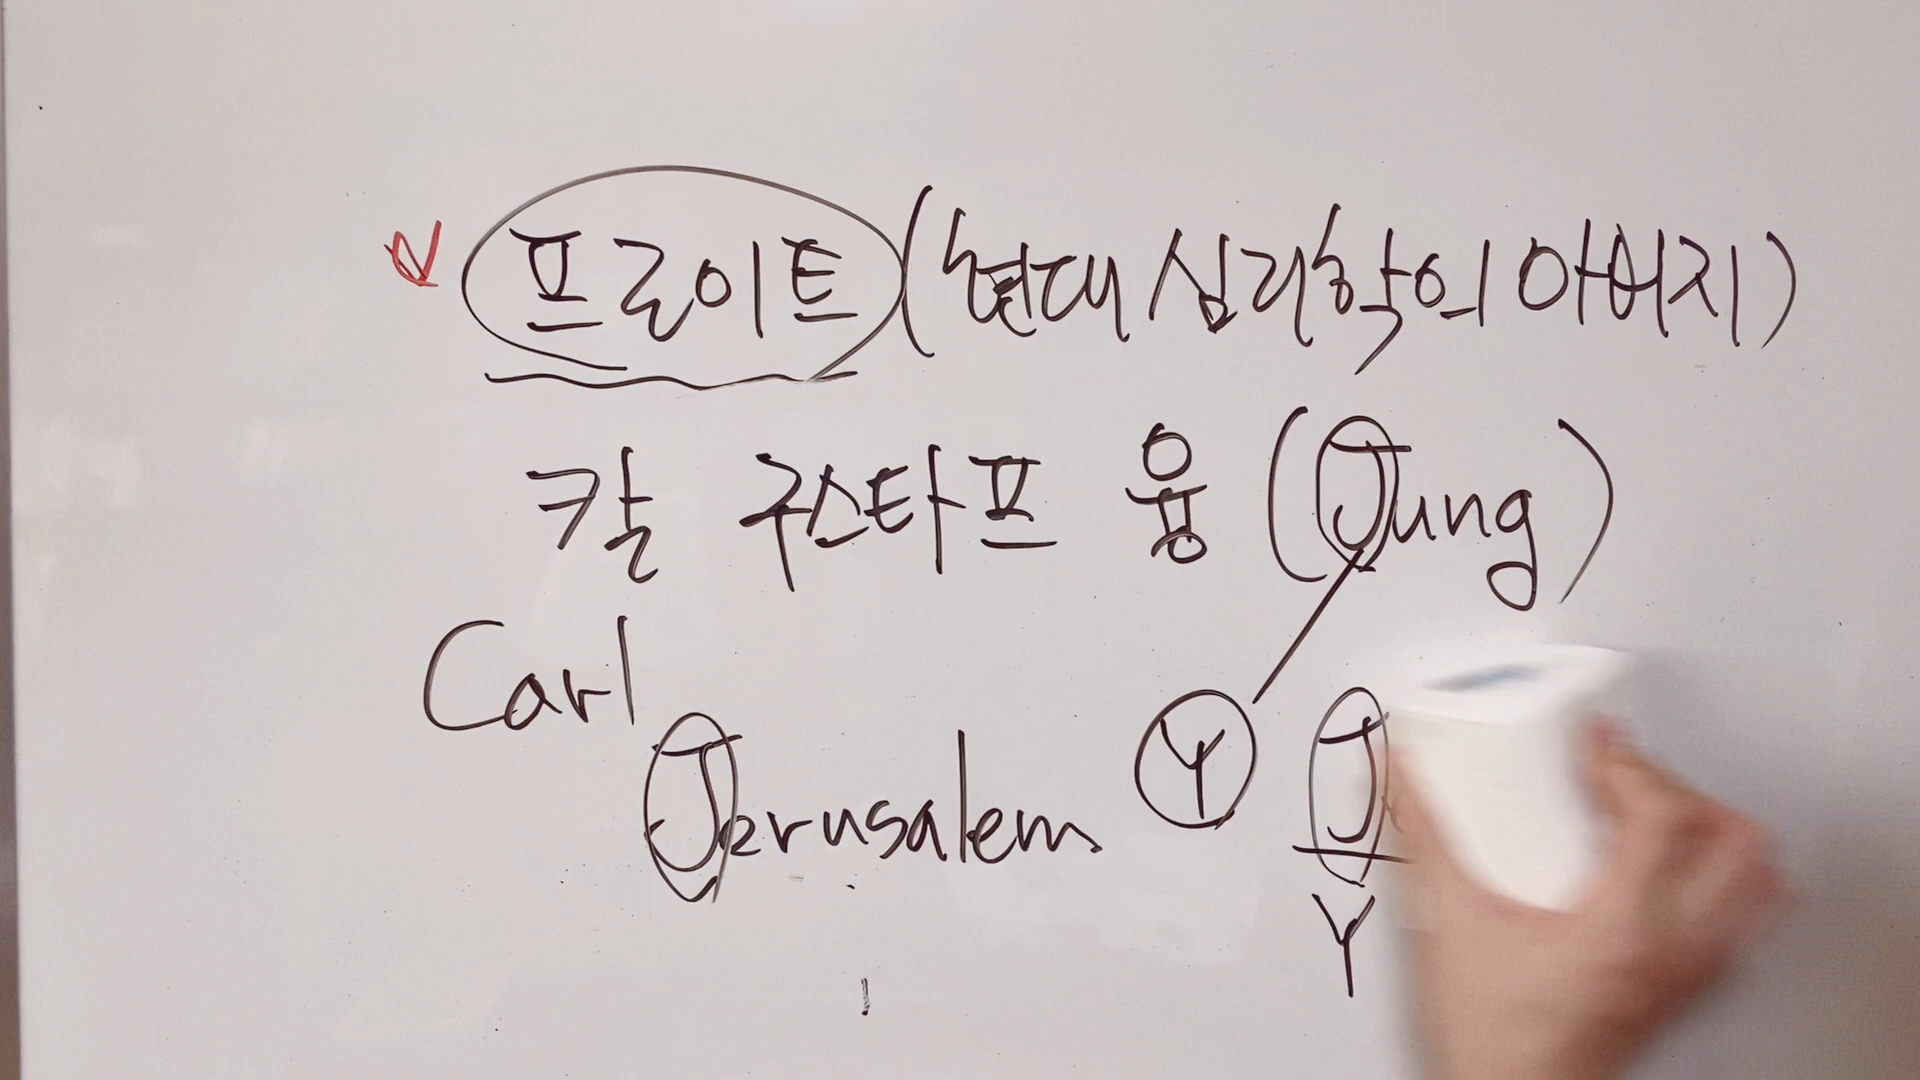 프로이트 (현대 심리학의 아버지)
칼 구스타프 융 (Jung)
Carl
Jerusalem Y J
Y